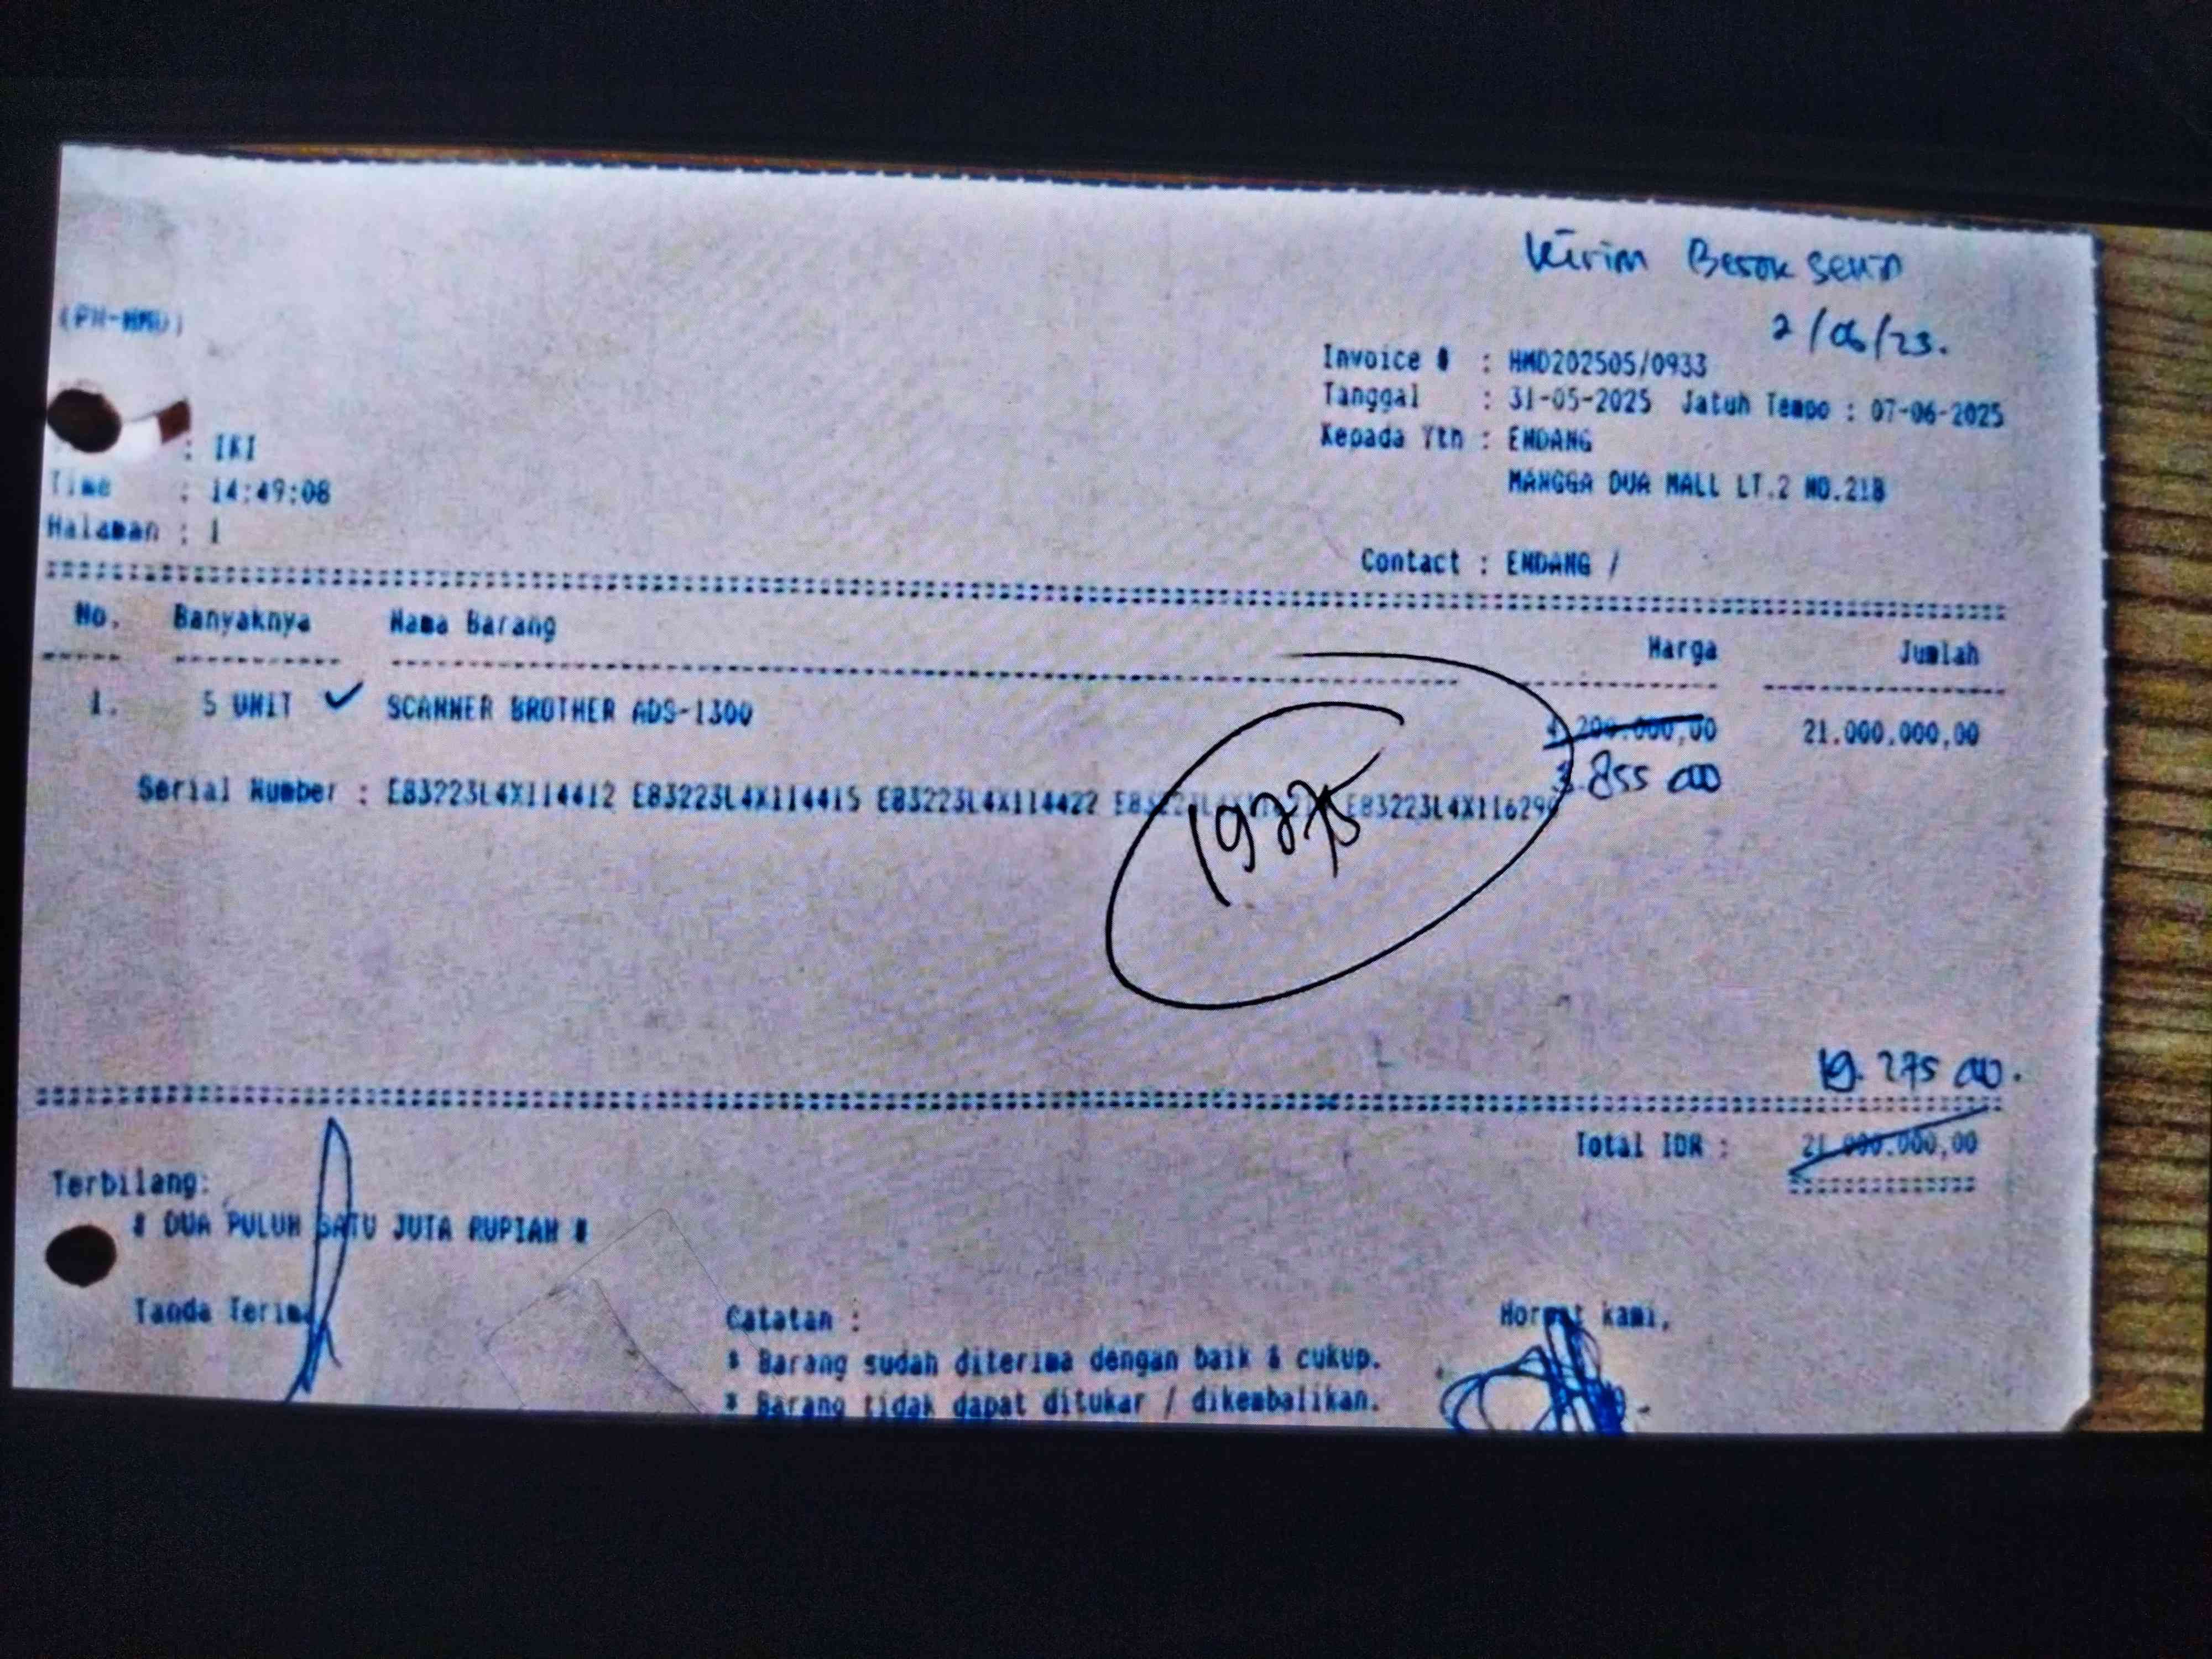 Kirim Besok Senin
2/06/23.
(PH-HMD)
Invoice # : HMD202505/0933
Tanggal : 31-05-2025 Jatuh Tempo : 07-06-2025
Kepada Yth : ENDANG
: IKI
MANGGA DUA MALL LT.2 NO.21B
Time : 14:49:08
Halaman : 1
Contact : ENDANG /
No. Banyaknya Nama Barang Harga Jumlah
1. 5 UNIT ✓ SCANNER BROTHER ADS-1300 4.200.000,00 21.000.000,00
3.855 000
Serial Number : E83223L4X114412 E83223L4X114415 E83223L4X114422 E83223L4X116290
19275
19.275 000.
Total IDR : 21.000.000,00
Terbilang:
# DUA PULUH SATU JUTA RUPIAH #
Tanda Terima
Catatan :
Hormat kami,
* Barang sudah diterima dengan baik & cukup.
* Barang tidak dapat ditukar / dikembalikan.